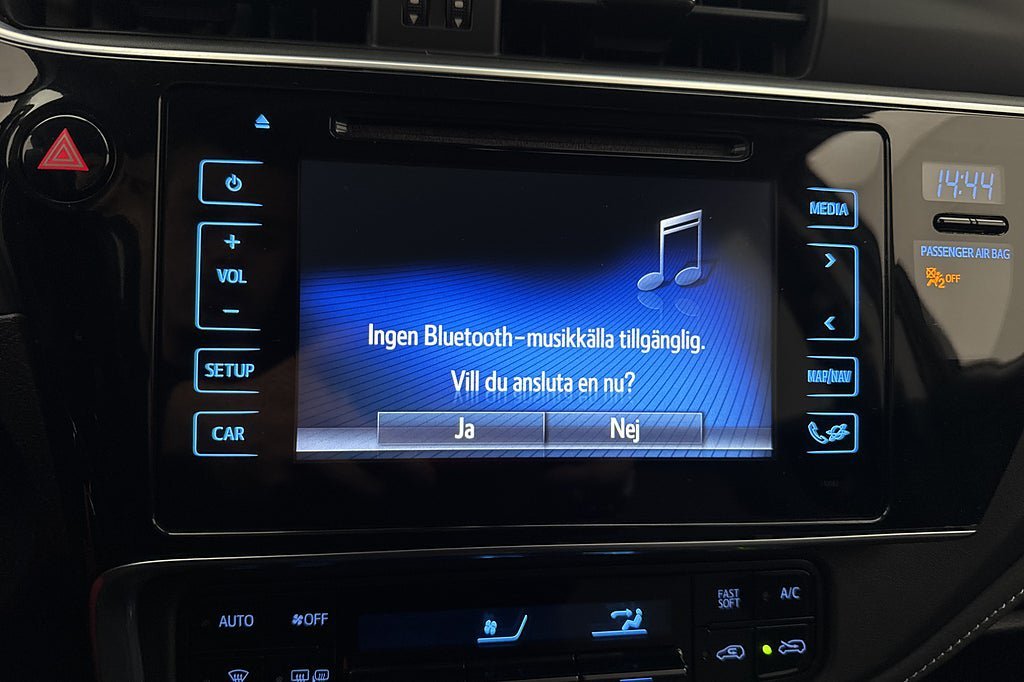 14:44
MEDIA
VOL
PASSENGER AIR BAG
2 OFF
Ingen Bluetooth-musikkälla tillgänglig.
Vill du ansluta en nu?
SETUP
MAP/NAV
Ja
Nej
CAR
AUTO
OFF
FAST
SOFT
A/C